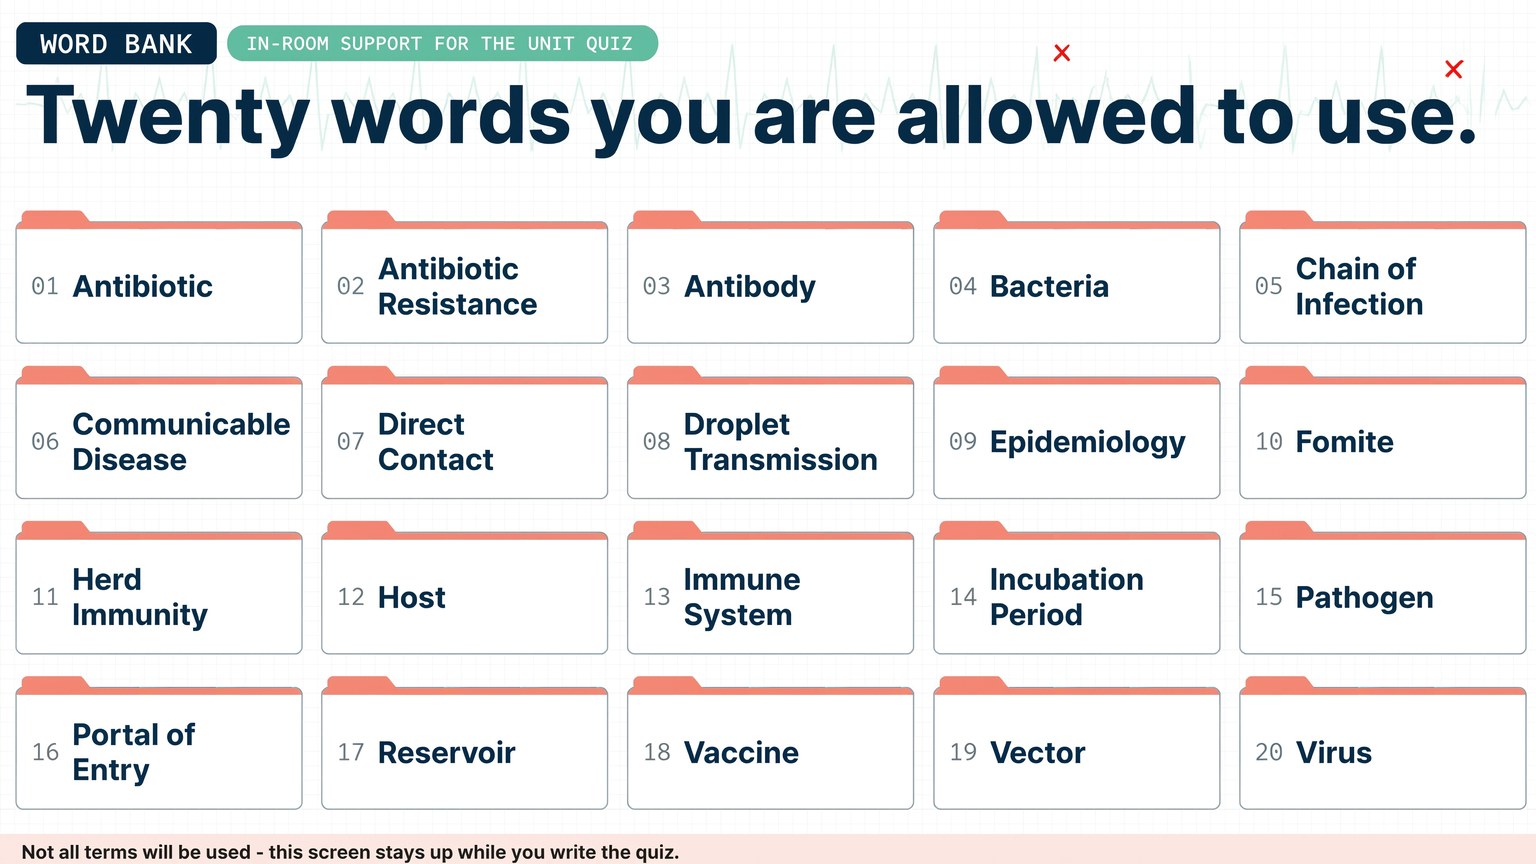 WORD BANK
IN-ROOM SUPPORT FOR THE UNIT QUIZ
Twenty words you are allowed to use.
01 Antibiotic
02 Antibiotic
Resistance
03 Antibody
04 Bacteria
05 Chain of
Infection
06 Communicable
Disease
07 Direct
Contact
08 Droplet
Transmission
09 Epidemiology
10 Fomite
11 Herd
Immunity
12 Host
13 Immune
System
14 Incubation
Period
15 Pathogen
16 Portal of
Entry
17 Reservoir
18 Vaccine
19 Vector
20 Virus
Not all terms will be used - this screen stays up while you write the quiz.